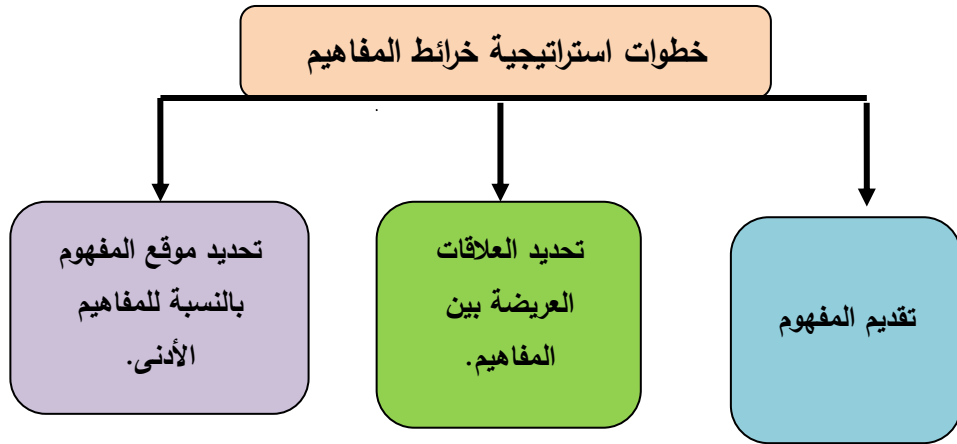 خطوات استراتيجية خرائط المفاهيم
تقديم المفهوم
تحديد العلاقات
العريضة بين
المفاهيم.
تحديد موقع المفهوم
بالنسبة للمفاهيم
الأدنى.